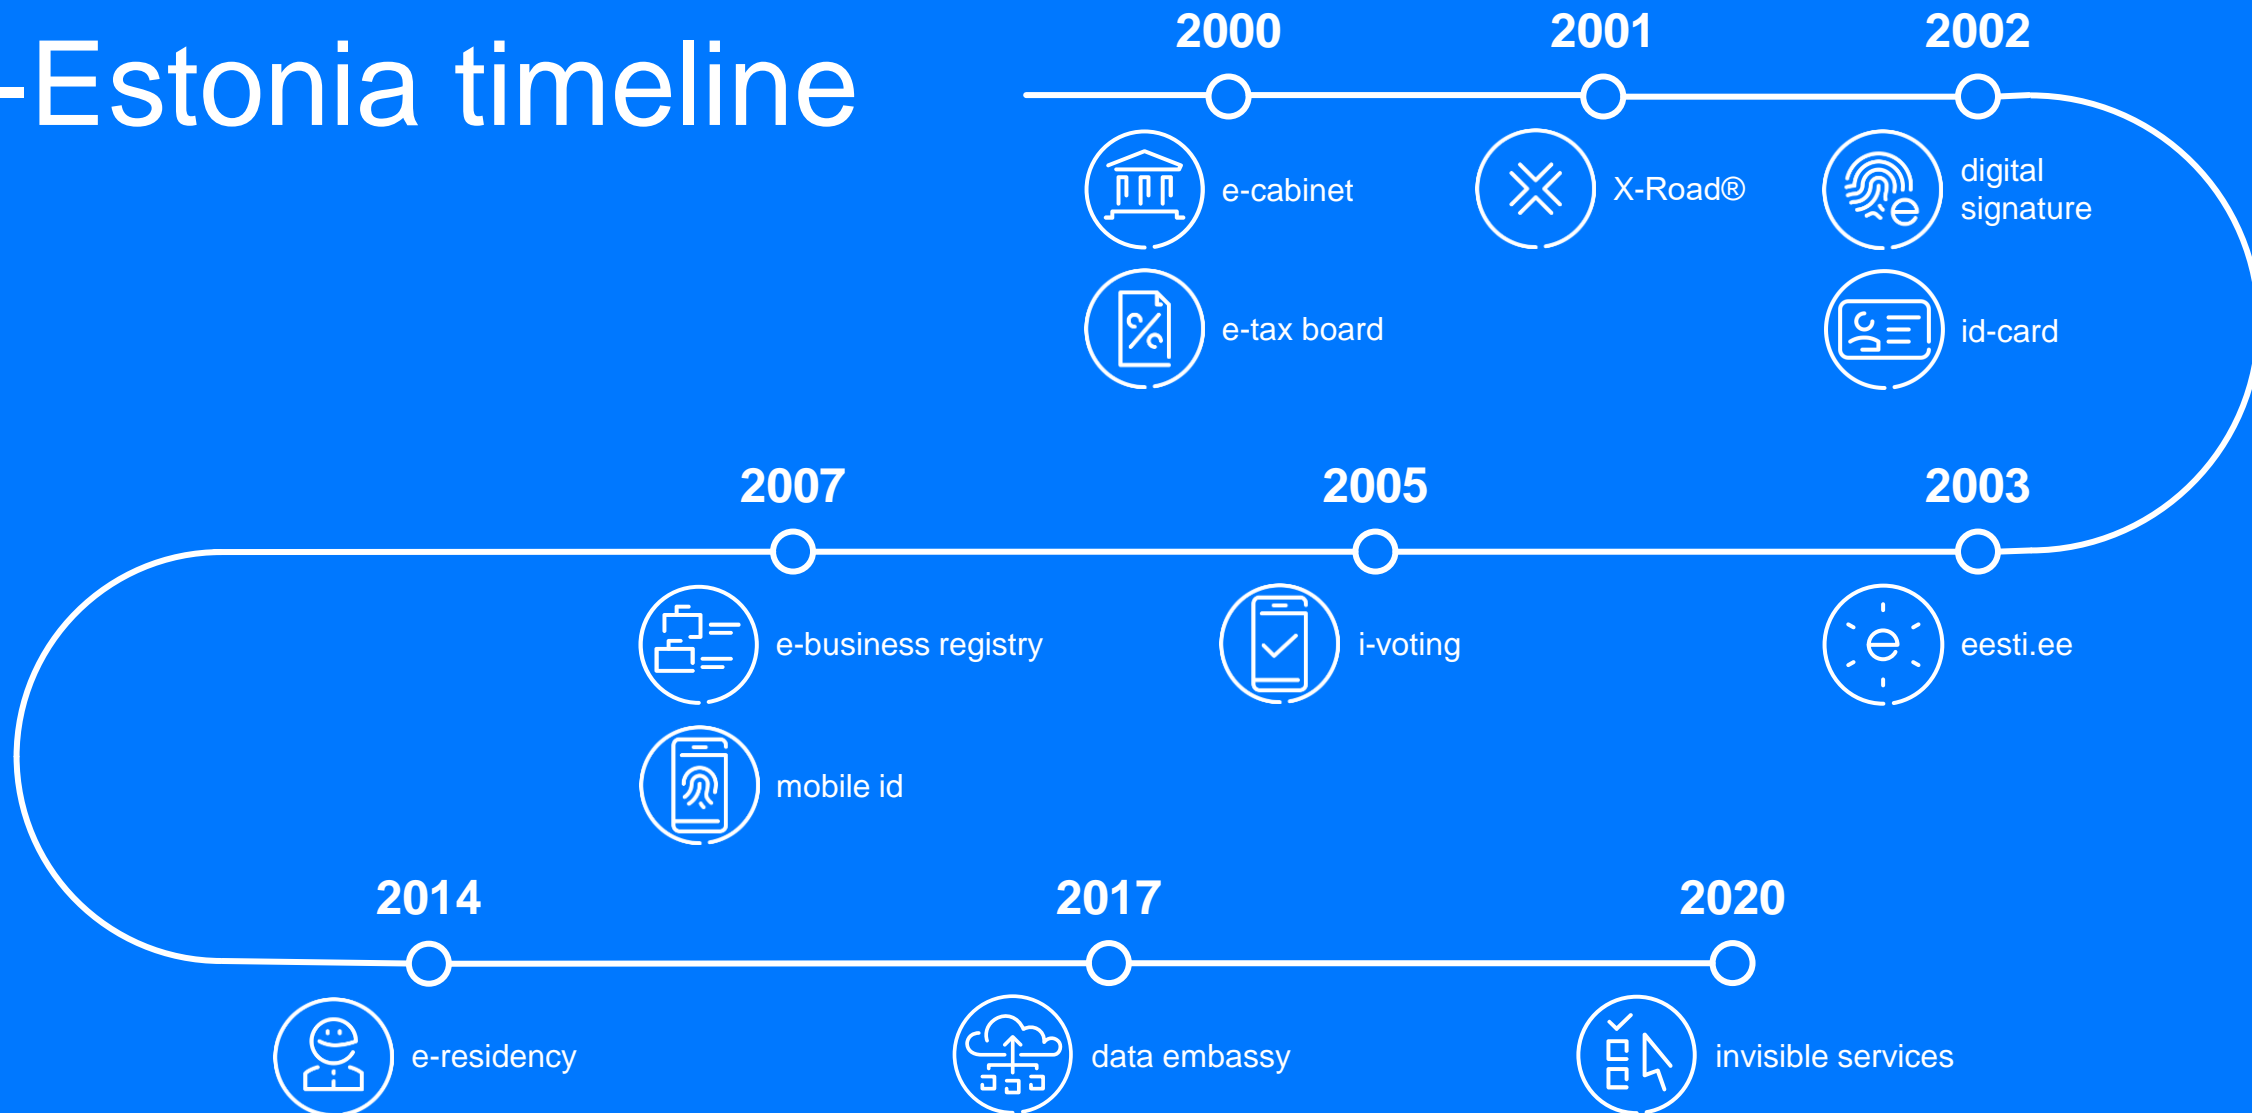 -Estonia timeline
2000
e-cabinet
e-tax board
2001
X-Road®
2002
digital
signature
id-card
2003
eesti.ee
2005
i-voting
2007
e-business registry
mobile id
2014
e-residency
2017
data embassy
2020
invisible services